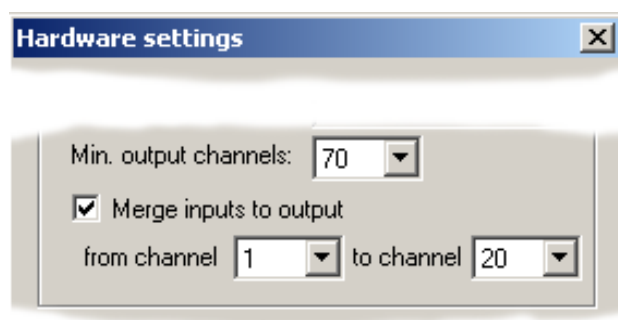 Hardware settings
Min. output channels: 70
Merge inputs to output
from channel 1 to channel 20